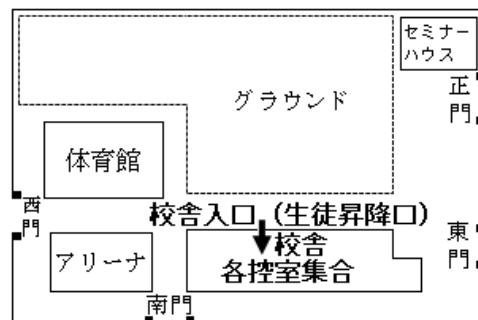 セミナー
ハウス
正門
グラウンド
体育館
西門
校舎入口（生徒昇降口）
校舎
東門
アリーナ
各控室集合
南門